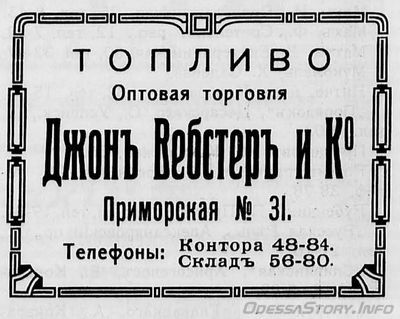 ТОПЛИВО
Оптовая торговля
Джонъ Вебстеръ и Ко
Приморская № 31.
Телефоны: Контора 48-84.
Складъ 56-80.
OdessaStory.Info